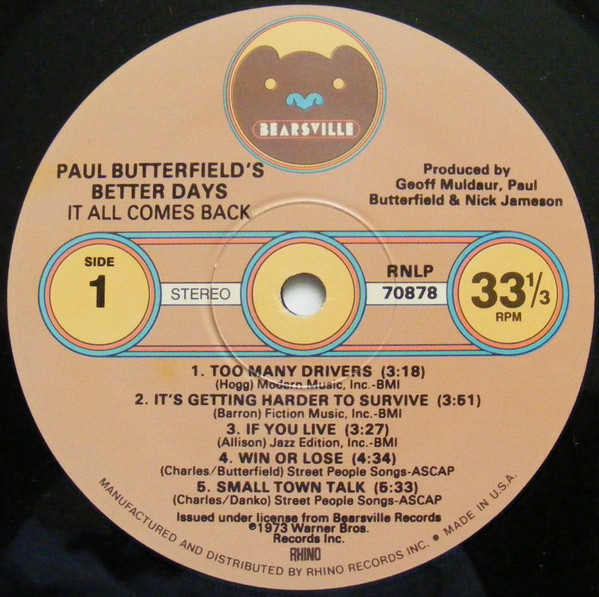 BEARSVILLE
PAUL BUTTERFIELD'S
BETTER DAYS
IT ALL COMES BACK
Produced by
Geoff Muldaur, Paul
Butterfield & Nick Jameson
SIDE
1
STEREO
RNLP
70878
33 1/3
RPM
1. TOO MANY DRIVERS (3:18)
(Hogg) Modern Music, Inc.-BMI
2. IT'S GETTING HARDER TO SURVIVE (3:51)
(Barron) Fiction Music, Inc.-BMI
3. IF YOU LIVE (3:27)
(Allison) Jazz Edition, Inc.-BMI
4. WIN OR LOSE (4:34)
(Charles/Butterfield) Street People Songs-ASCAP
5. SMALL TOWN TALK (5:33)
(Charles/Danko) Street People Songs-ASCAP
Issued under license from Bearsville Records
℗1973 Warner Bros.
Records Inc.
RHINO
MANUFACTURED AND DISTRIBUTED BY RHINO RECORDS INC. • MADE IN U.S.A.